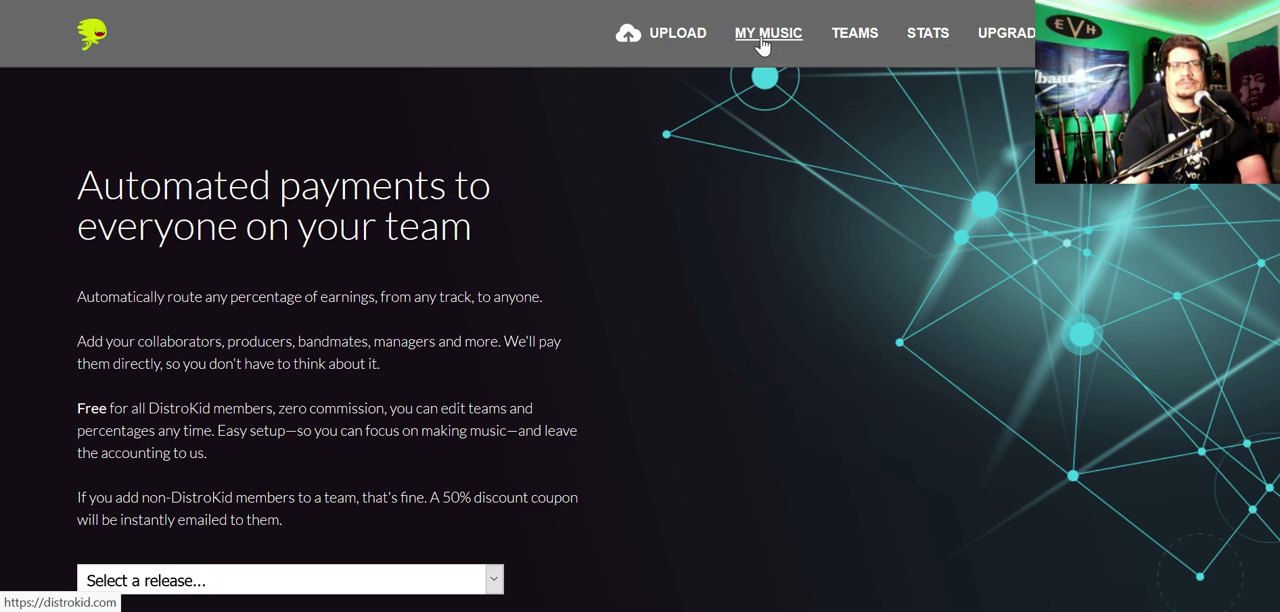 UPLOAD MY MUSIC TEAMS STATS UPGRAD
EVH
Automated payments to
everyone on your team
Automatically route any percentage of earnings, from any track, to anyone.
Add your collaborators, producers, bandmates, managers and more. We'll pay
them directly, so you don't have to think about it.
Free for all DistroKid members, zero commission, you can edit teams and
percentages any time. Easy setup—so you can focus on making music—and leave
the accounting to us.
If you add non-DistroKid members to a team, that's fine. A 50% discount coupon
will be instantly emailed to them.
Select a release...
https://distrokid.com